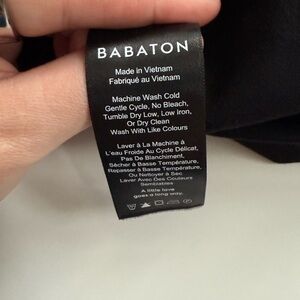 BABATON
Made in Vietnam
Fabriqué au Vietnam
Machine Wash Cold
Gentle Cycle, No Bleach,
Tumble Dry Low, Low Iron,
Or Dry Clean
Wash With Like Colours
Laver À La Machine à
L'eau Froide Au Cycle Délicat,
Pas De Blanchiment,
Sécher à Basse Température,
Repasser à Basse Température,
Ou Nettoyer à Sec
Laver Avec Des Couleurs
Semblables
A little love
goes a long way.